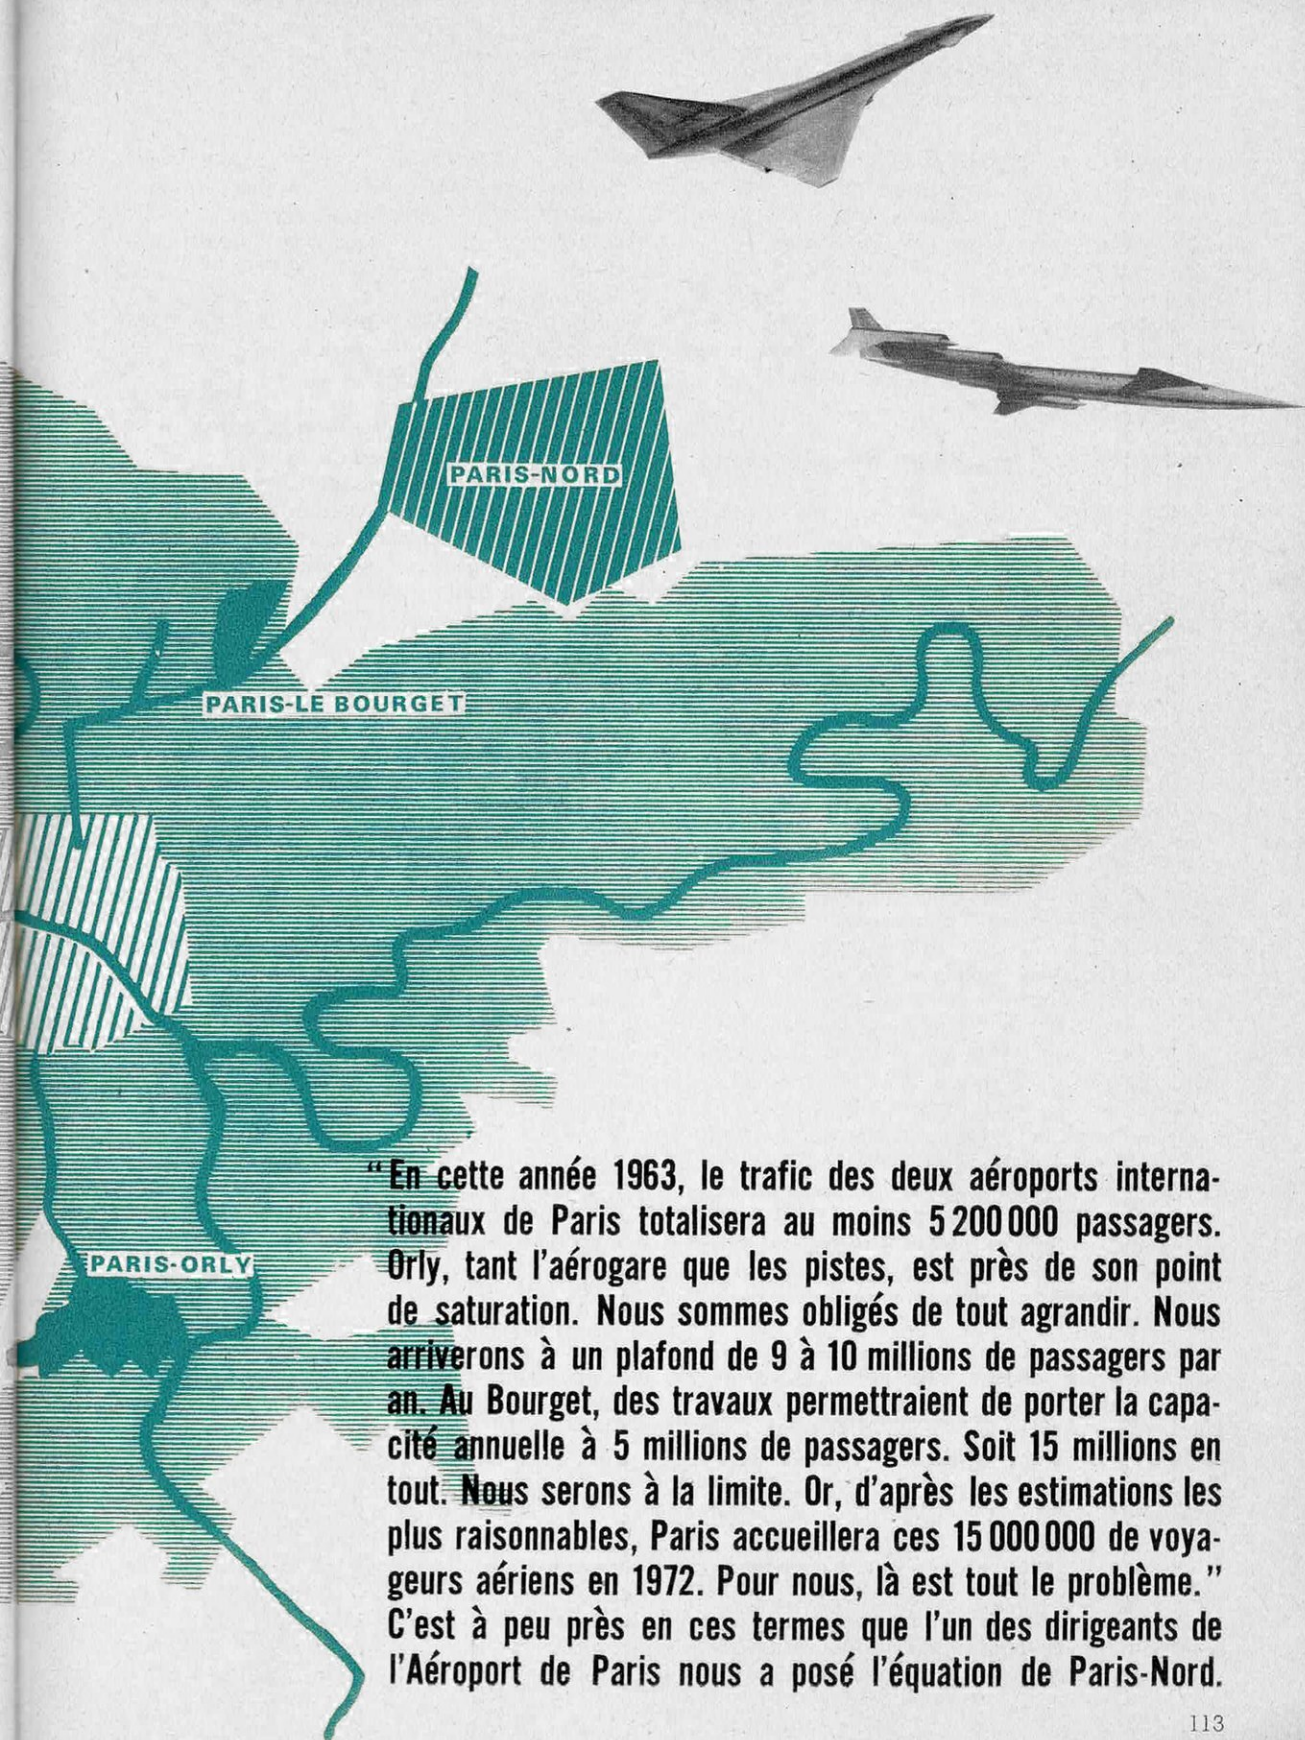 PARIS-NORD
PARIS-LE BOURGET
PARIS-ORLY
“En cette année 1963, le trafic des deux aéroports interna-
tionaux de Paris totalisera au moins 5 200 000 passagers.
Orly, tant l’aérogare que les pistes, est près de son point
de saturation. Nous sommes obligés de tout agrandir. Nous
arriverons à un plafond de 9 à 10 millions de passagers par
an. Au Bourget, des travaux permettraient de porter la capa-
cité annuelle à 5 millions de passagers. Soit 15 millions en
tout. Nous serons à la limite. Or, d’après les estimations les
plus raisonnables, Paris accueillera ces 15 000 000 de voya-
geurs aériens en 1972. Pour nous, là est tout le problème.”
C’est à peu près en ces termes que l’un des dirigeants de
l’Aéroport de Paris nous a posé l’équation de Paris-Nord.
113